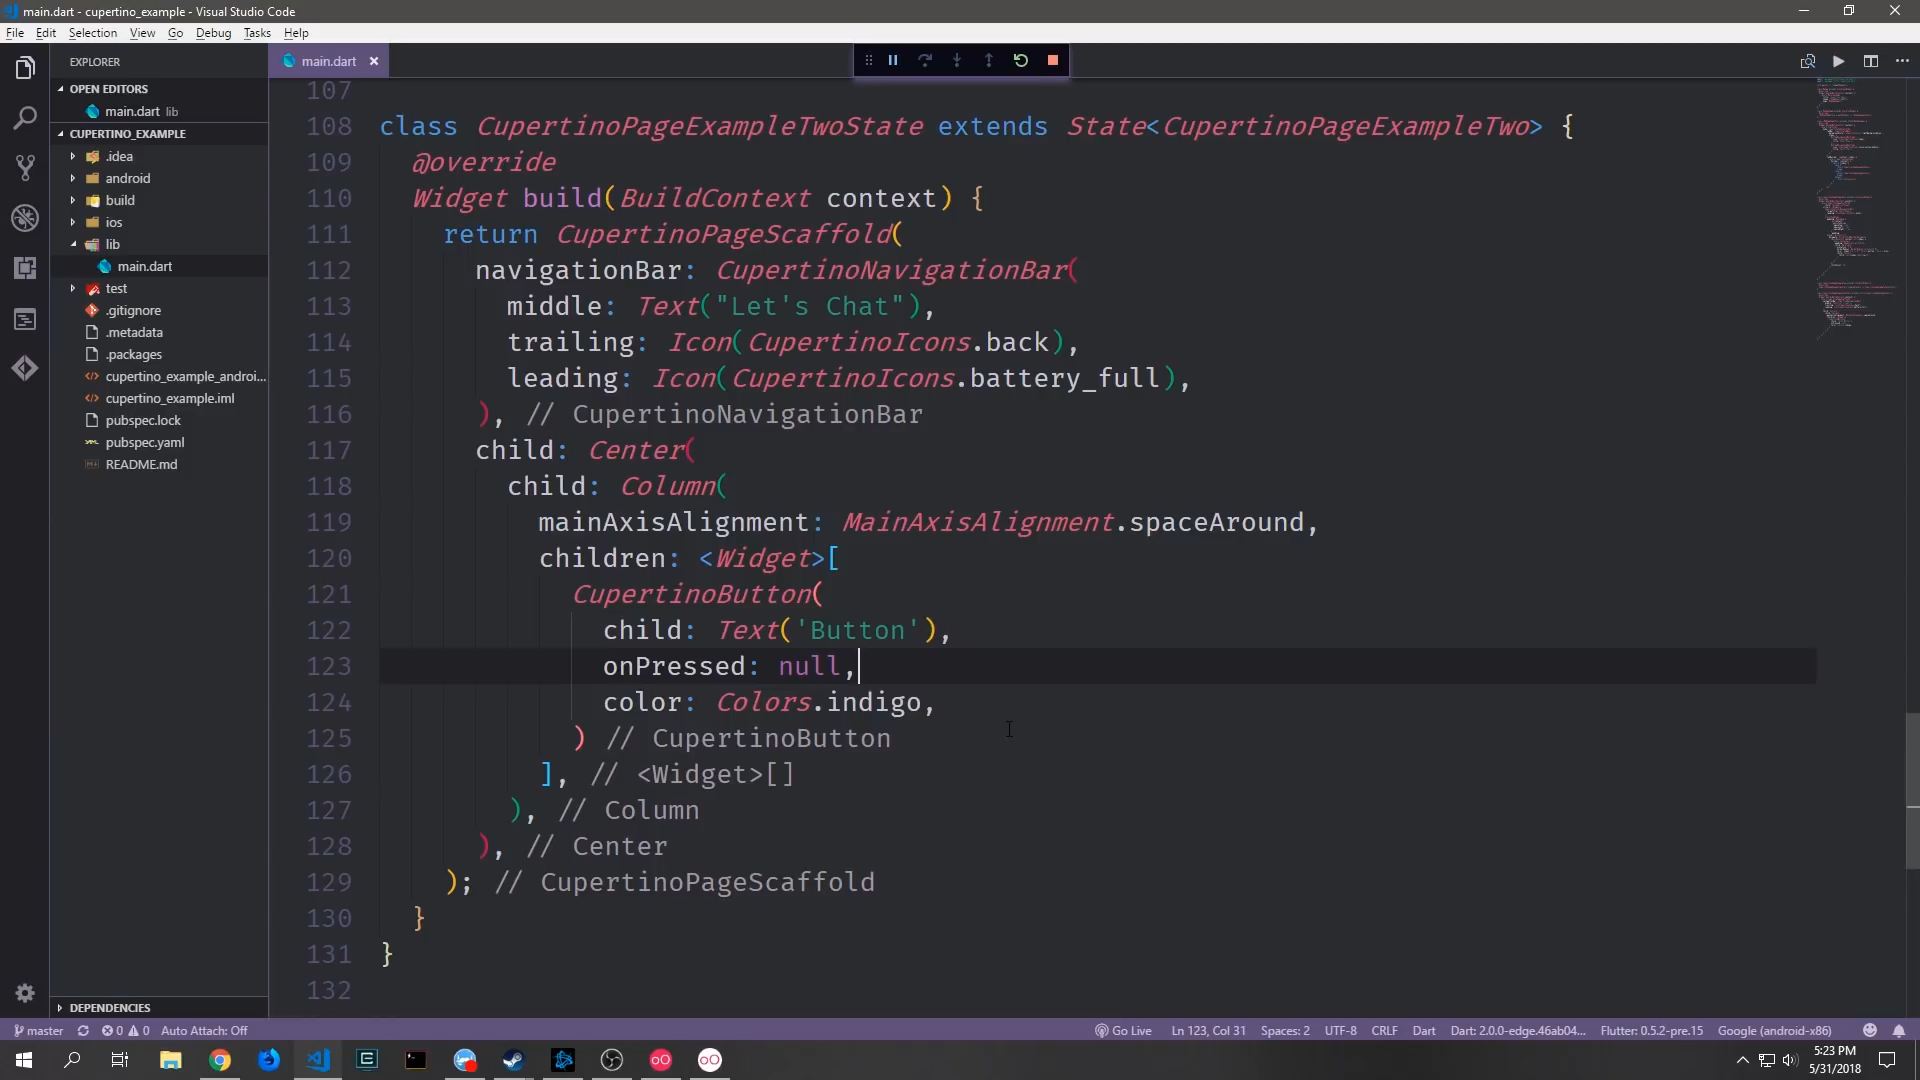 main.dart - cupertino_example - Visual Studio Code
File Edit Selection View Go Debug Tasks Help
EXPLORER
main.dart
OPEN EDITORS
main.dart lib
CUPERTINO_EXAMPLE
.idea
android
build
ios
lib
main.dart
test
.gitignore
.metadata
.packages
cupertino_example_androi...
cupertino_example.iml
pubspec.lock
pubspec.yaml
README.md
DEPENDENCIES
107
108 class CupertinoPageExampleTwoState extends State<CupertinoPageExampleTwo> {
109 @override
110 Widget build(BuildContext context) {
111 return CupertinoPageScaffold(
112 navigationBar: CupertinoNavigationBar(
113 middle: Text("Let's Chat"),
114 trailing: Icon(CupertinoIcons.back),
115 leading: Icon(CupertinoIcons.battery_full),
116 ), // CupertinoNavigationBar
117 child: Center(
118 child: Column(
119 mainAxisAlignment: MainAxisAlignment.spaceAround,
120 children: <Widget>[
121 CupertinoButton(
122 child: Text('Button'),
123 onPressed: null,
124 color: Colors.indigo,
125 ) // CupertinoButton
126 ], // <Widget>[]
127 ), // Column
128 ), // Center
129 ); // CupertinoPageScaffold
130 }
131 }
132
master 0 0 Auto Attach: Off Go Live Ln 123, Col 31 Spaces: 2 UTF-8 CRLF Dart Dart: 2.0.0-edge.46ab04... Flutter: 0.5.2-pre.15 Google (android-x86)
5:23 PM
5/31/2018